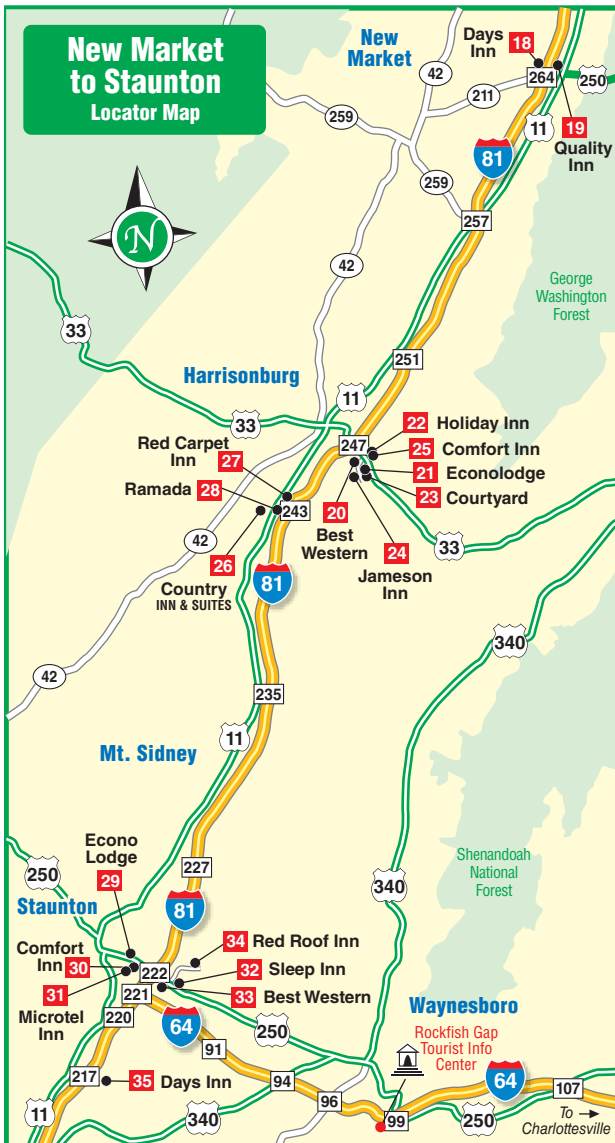 New Market
to Staunton
Locator Map
New
Market
Days
Inn
18
264
250
42
211
259
11
19
Quality
Inn
81
259
257
N
42
George
Washington
Forest
33
251
Harrisonburg
11
33
247
22 Holiday Inn
25 Comfort Inn
21 Econolodge
23 Courtyard
Red Carpet
Inn
27
Ramada 28
243
20
Best
Western
24
Jameson
Inn
33
42
26
Country
INN & SUITES
81
340
42
235
11
Mt. Sidney
Econo
Lodge
29
250
227
Shenandoah
National
Forest
340
81
Staunton
34 Red Roof Inn
Comfort
Inn 30
222
32 Sleep Inn
31
Microtel
Inn
221
33 Best Western
Waynesboro
220
64
250
Rockfish Gap
Tourist Info
Center
91
217
35 Days Inn
94
64
107
96
11
340
99
250
To
Charlottesville